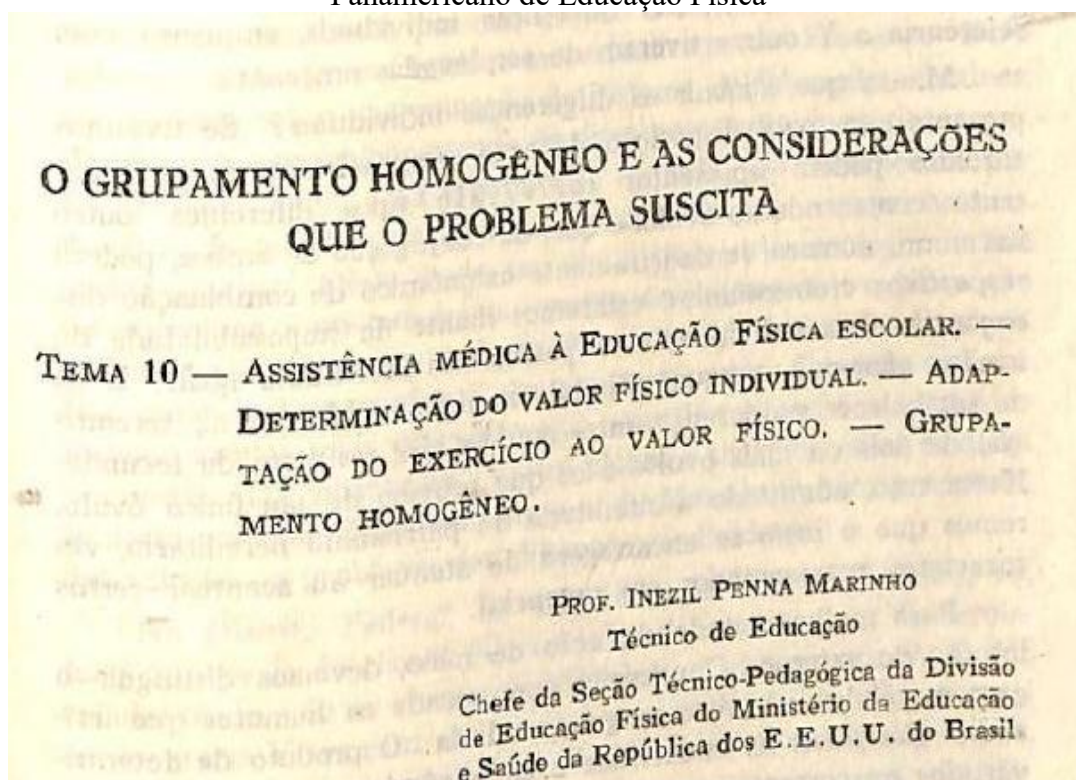 Panamericano de Educação Física
O GRUPAMENTO HOMOGÊNEO E AS CONSIDERAÇÕES
QUE O PROBLEMA SUSCITA
TEMA 10 — ASSISTÊNCIA MÉDICA À EDUCAÇÃO FÍSICA ESCOLAR. —
DETERMINAÇÃO DO VALOR FÍSICO INDIVIDUAL. — ADAP-
TAÇÃO DO EXERCÍCIO AO VALOR FÍSICO. — GRUPA-
MENTO HOMOGÊNEO.
PROF. INEZIL PENNA MARINHO
Técnico de Educação
Chefe da Seção Técnico-Pedagógica da Divisão
de Educação Física do Ministério da Educação
e Saúde da República dos E.E.U.U. do Brasil.